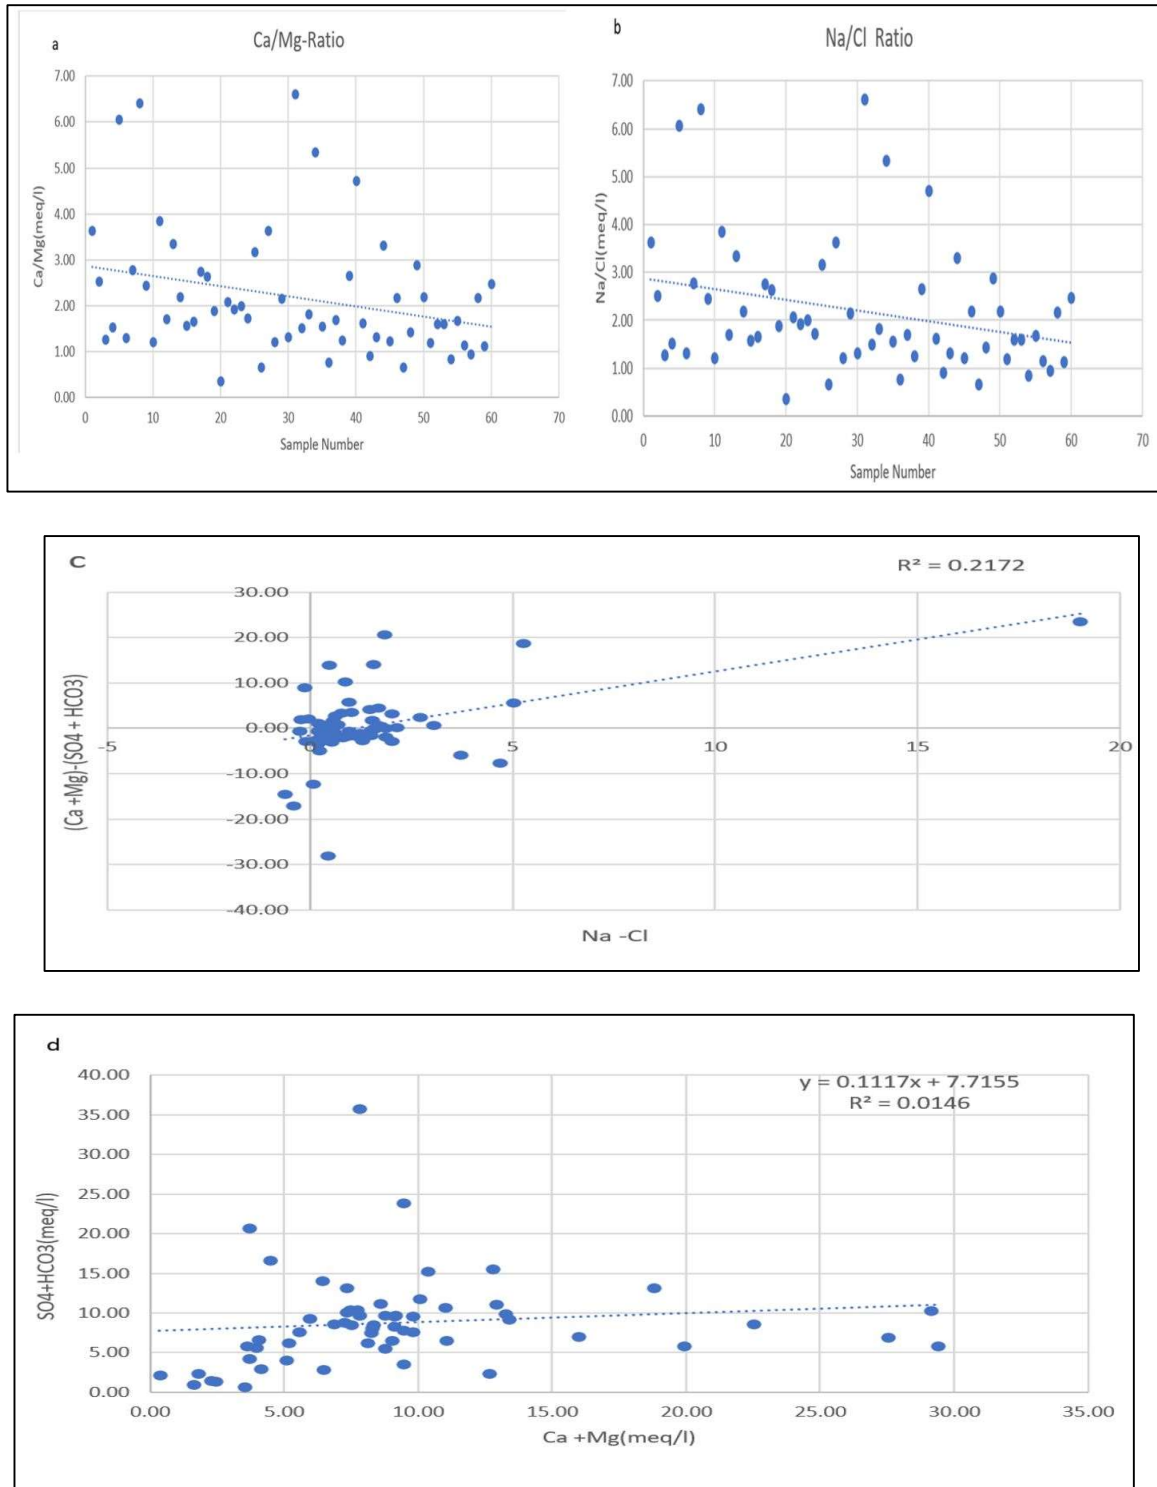 a
Ca/Mg-Ratio
Ca/Mg(meq/l)
7.00
6.00
5.00
4.00
3.00
2.00
1.00
0.00
0 10 20 30 40 50 60 70
Sample Number
b
Na/Cl Ratio
Na/Cl(meq/l)
7.00
6.00
5.00
4.00
3.00
2.00
1.00
0.00
0 10 20 30 40 50 60 70
Sample Number
C
R² = 0.2172
(Ca +Mg)-(SO4 + HCO3)
30.00
20.00
10.00
0.00
-10.00
-20.00
-30.00
-40.00
-5 0 5 10 15 20
Na -Cl
d
y = 0.1117x + 7.7155
R² = 0.0146
SO4+HCO3(meq/l)
40.00
35.00
30.00
25.00
20.00
15.00
10.00
5.00
0.00
0.00 5.00 10.00 15.00 20.00 25.00 30.00 35.00
Ca +Mg(meq/l)